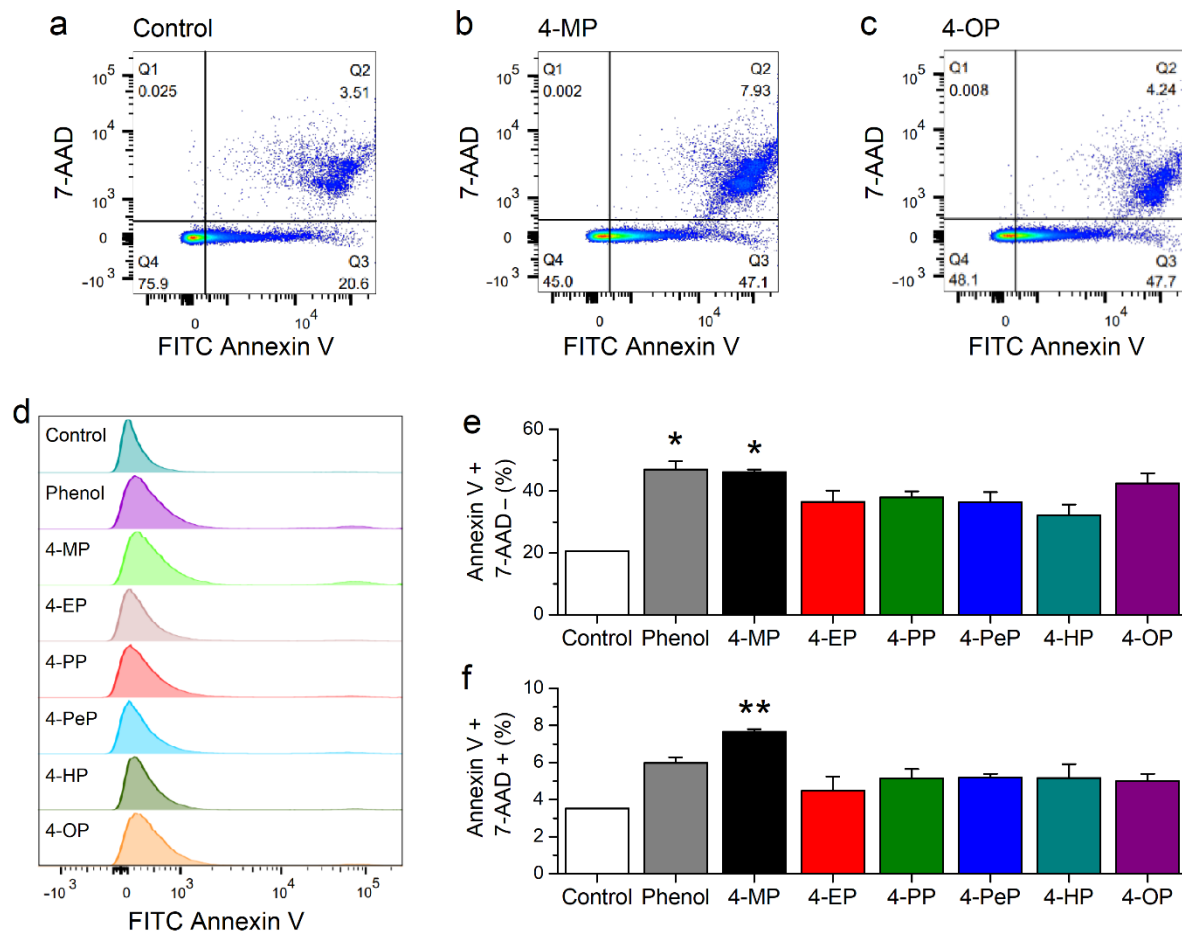 a Control
Q1
0.025
Q2
3.51
Q4
75.9
Q3
20.6
10^5
10^4
10^3
0
-10^3
7-AAD
0
10^4
FITC Annexin V
b 4-MP
Q1
0.002
Q2
7.93
Q4
45.0
Q3
47.1
10^5
10^4
10^3
0
-10^3
7-AAD
0
10^4
FITC Annexin V
c 4-OP
Q1
0.008
Q2
4.24
Q4
48.1
Q3
47.7
10^5
10^4
10^3
0
-10^3
7-AAD
0
10^4
FITC Annexin V
d
Control
Phenol
4-MP
4-EP
4-PP
4-PeP
4-HP
4-OP
-10^3 0 10^3 10^4 10^5
FITC Annexin V
e
Annexin V +
7-AAD – (%)
60
40
20
0
* *
Control Phenol 4-MP 4-EP 4-PP 4-PeP 4-HP 4-OP
f
Annexin V +
7-AAD + (%)
10
8
6
4
2
0
**
Control Phenol 4-MP 4-EP 4-PP 4-PeP 4-HP 4-OP